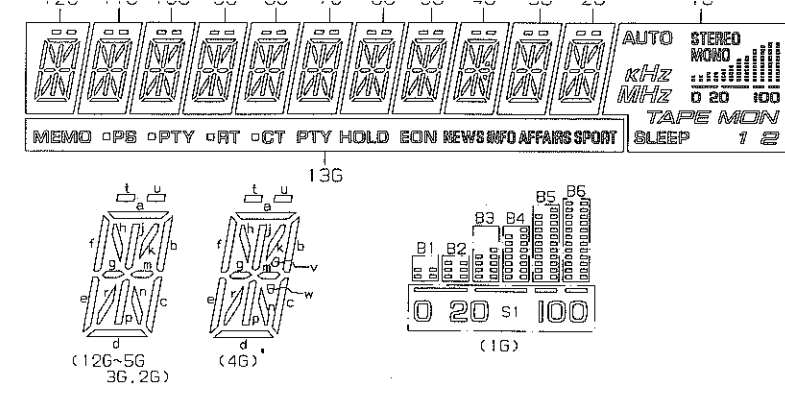 AUTO STEREO
MONO
kHz
MHz 0 20 100
TAPE MON
MEMO PS PTY RT CT PTY HOLD EON NEWS INFO AFFAIRS SPORT SLEEP 1 2
13G
t u t u
a a
f h j k b f h j k b
g m g m v
e r p n c e r p n c w
d d
(12G~5G (4G)
3G.2G)
B1 B2 B3 B4 B5 B6
0 20 S1 100
(1G)